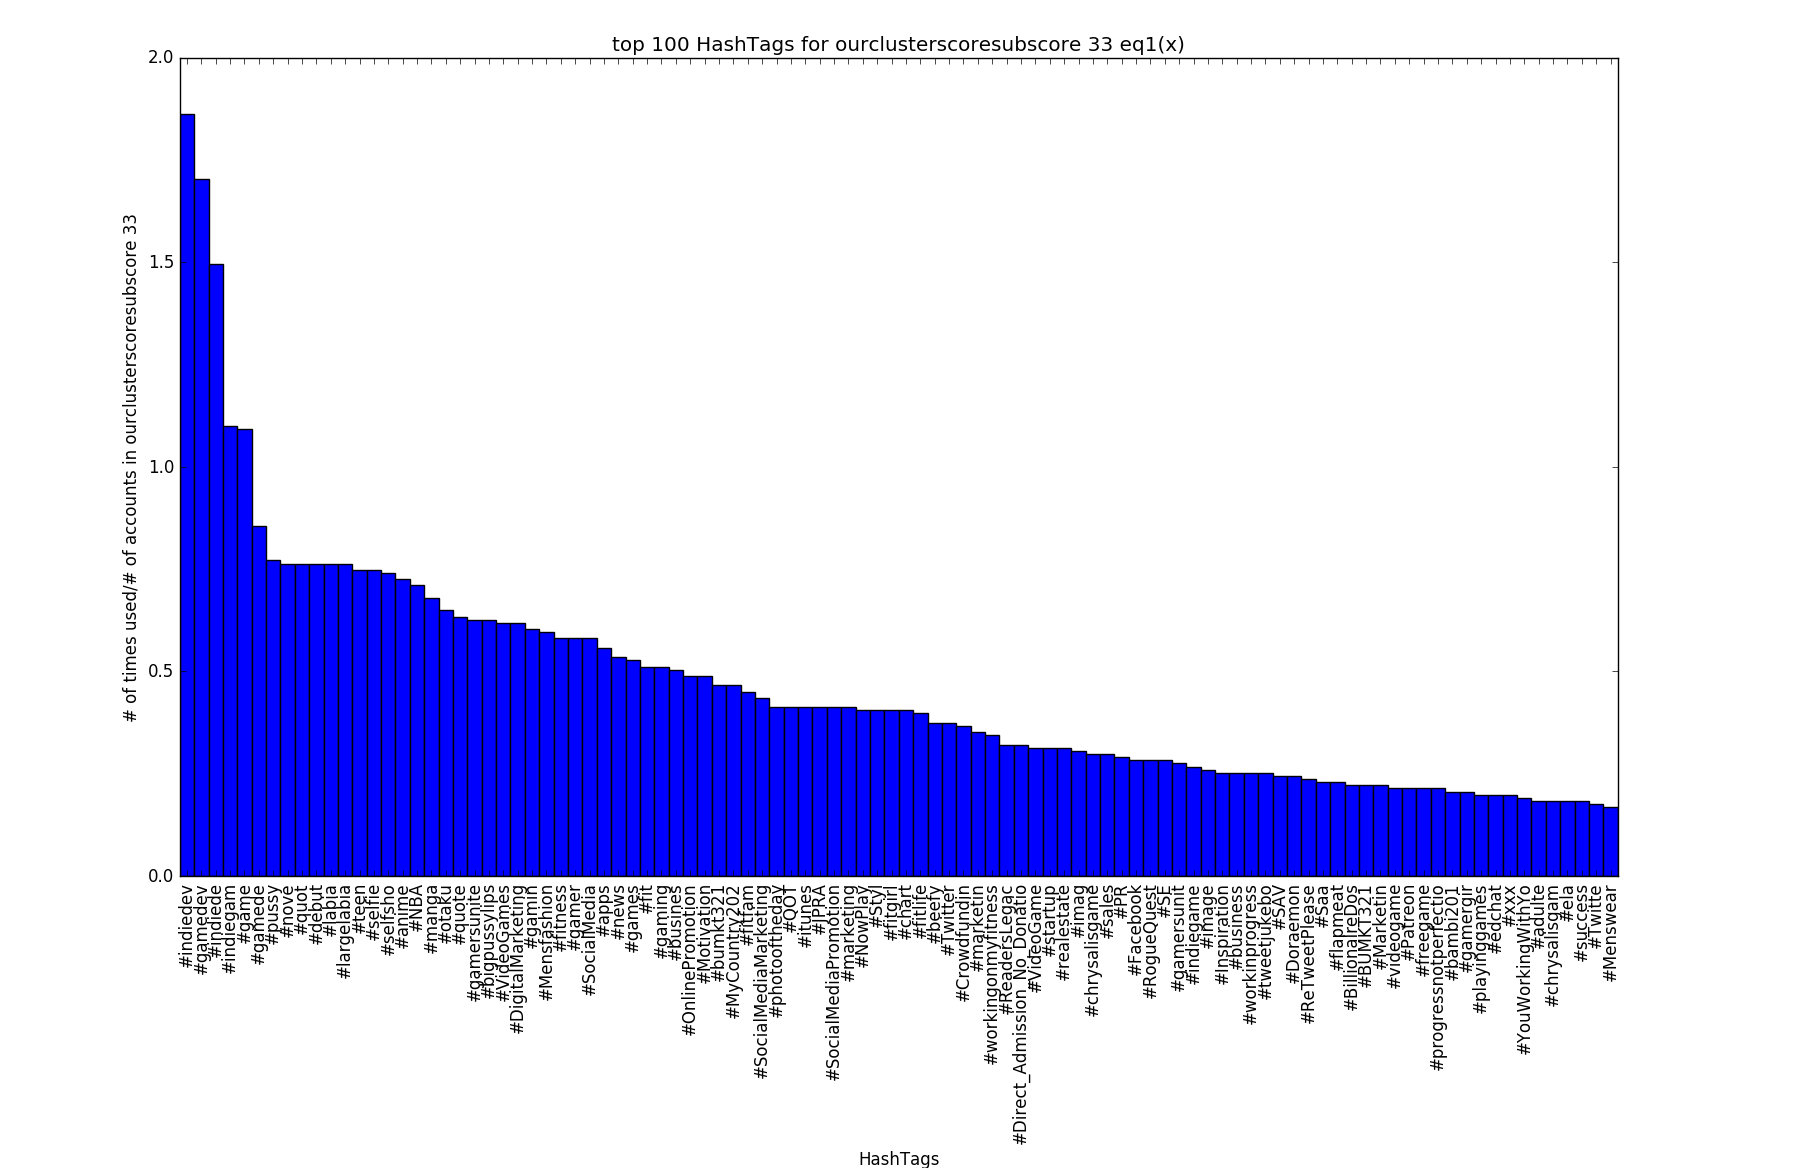 top 100 HashTags for ourclusterscoresubscore 33 eq1(x)
2.0
1.5
1.0
0.5
0.0
# of times used/# of accounts in ourclusterscoresubscore 33
#indiedev
#gamedev
#indiede
#indiegam
#game
#gamede
#pussy
#nove
#quot
#debut
#labia
#largelabia
#teen
#selfie
#selfsho
#anime
#NBA
#manga
#otaku
#quote
#gamersunite
#bigpussylips
#VideoGames
#DigitalMarketing
#gamin
#Mensfashion
#fitness
#gamer
#SocialMedia
#apps
#news
#games
#fit
#gaming
#busines
#OnlinePromotion
#Motivation
#bumkt321
#MyCountry202
#fitfam
#SocialMediaMarketing
#photooftheday
#QOT
#itunes
#JPRA
#SocialMediaPromotion
#marketing
#NowPlay
#Styl
#fitgirl
#chart
#fitlife
#beefy
#Twitter
#Crowdfundin
#marketin
#workingonmyfitness
#ReadersLegac
#Direct_Admission_No_Donatio
#VideoGame
#startup
#realestate
#imag
#chrysalisgame
#sales
#PR
#Facebook
#RogueQuest
#SE
#gamersunit
#indiegame
#image
#Inspiration
#business
#workinprogress
#tweetjukebo
#SAV
#Doraemon
#ReTweetPlease
#Saa
#flapmeat
#BillionaireDos
#BUMKT321
#Marketin
#videogame
#Patreon
#freegame
#progressnotperfectio
#bambi201
#gamergir
#playinggames
#edchat
#xxx
#YouWorkingWithYo
#adulte
#chrysalisgam
#ela
#success
#Twitte
#Menswear
HashTags